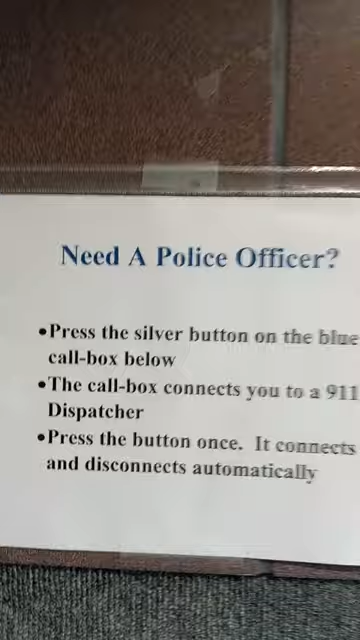 Need A Police Officer?
•Press the silver button on the blue
call-box below
•The call-box connects you to a 911
Dispatcher
•Press the button once. It connects
and disconnects automatically